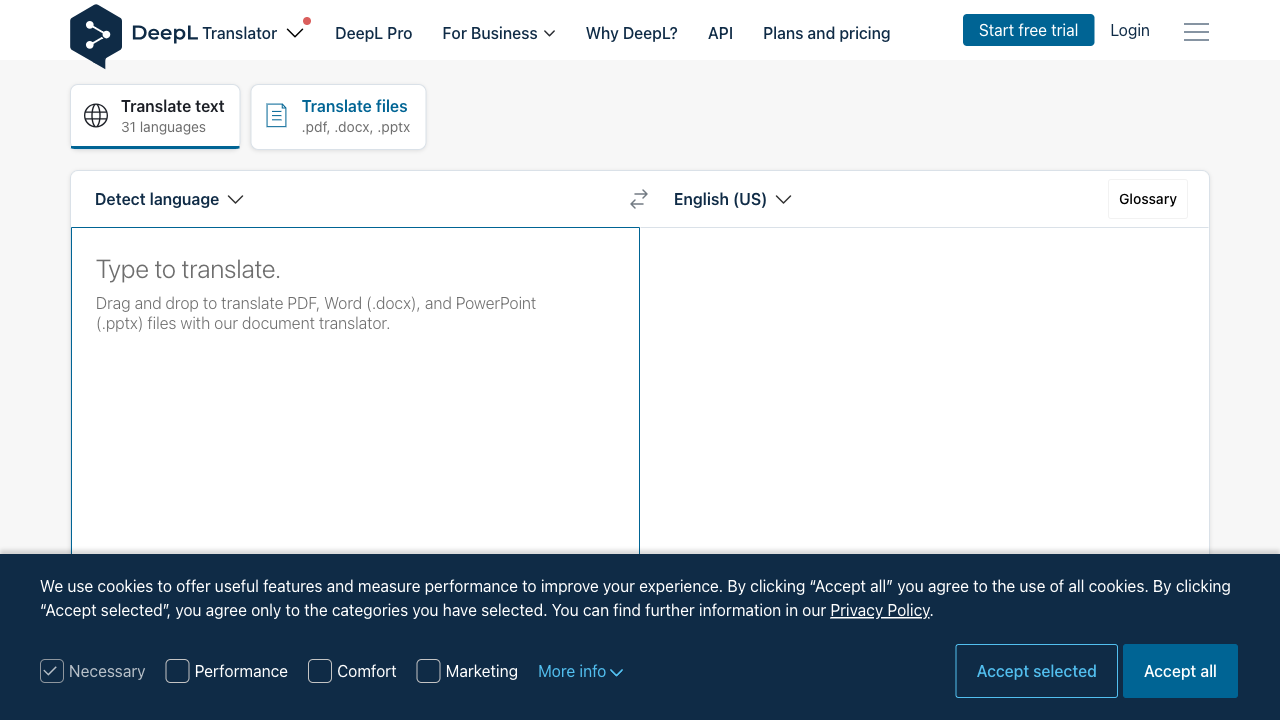 DeepL Translator DeepL Pro For Business Why DeepL? API Plans and pricing Start free trial Login
Translate text
31 languages
Translate files
.pdf, .docx, .pptx
Detect language
English (US)
Glossary
Type to translate.
Drag and drop to translate PDF, Word (.docx), and PowerPoint
(.pptx) files with our document translator.
We use cookies to offer useful features and measure performance to improve your experience. By clicking “Accept all” you agree to the use of all cookies. By clicking
“Accept selected”, you agree only to the categories you have selected. You can find further information in our Privacy Policy.
Necessary Performance Comfort Marketing More info Accept selected Accept all